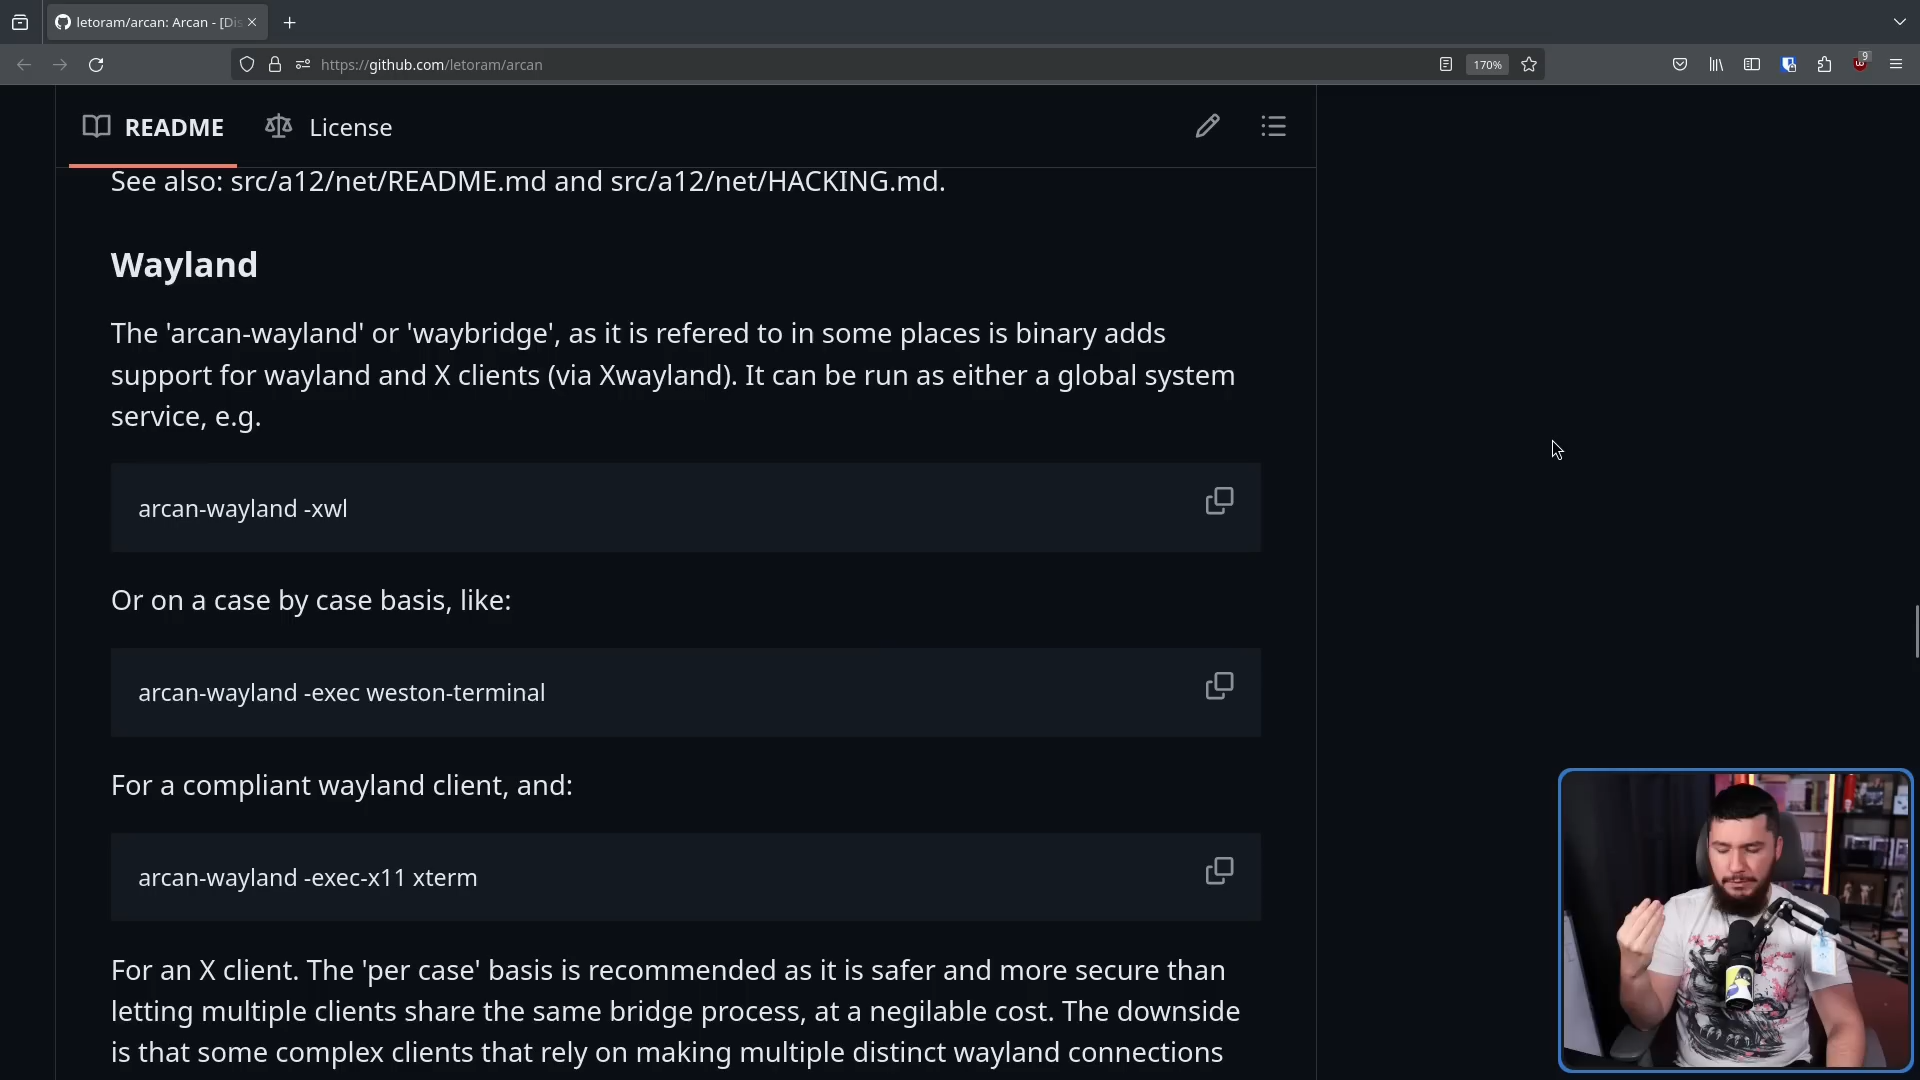 letoram/arcan: Arcan - [Dis
https://github.com/letoram/arcan
170%
9
README
License
See also: src/a12/net/README.md and src/a12/net/HACKING.md.
Wayland
The 'arcan-wayland' or 'waybridge', as it is refered to in some places is binary adds
support for wayland and X clients (via Xwayland). It can be run as either a global system
service, e.g.
arcan-wayland -xwl
Or on a case by case basis, like:
arcan-wayland -exec weston-terminal
For a compliant wayland client, and:
arcan-wayland -exec-x11 xterm
For an X client. The 'per case' basis is recommended as it is safer and more secure than
letting multiple clients share the same bridge process, at a negilable cost. The downside
is that some complex clients that rely on making multiple distinct wayland connections